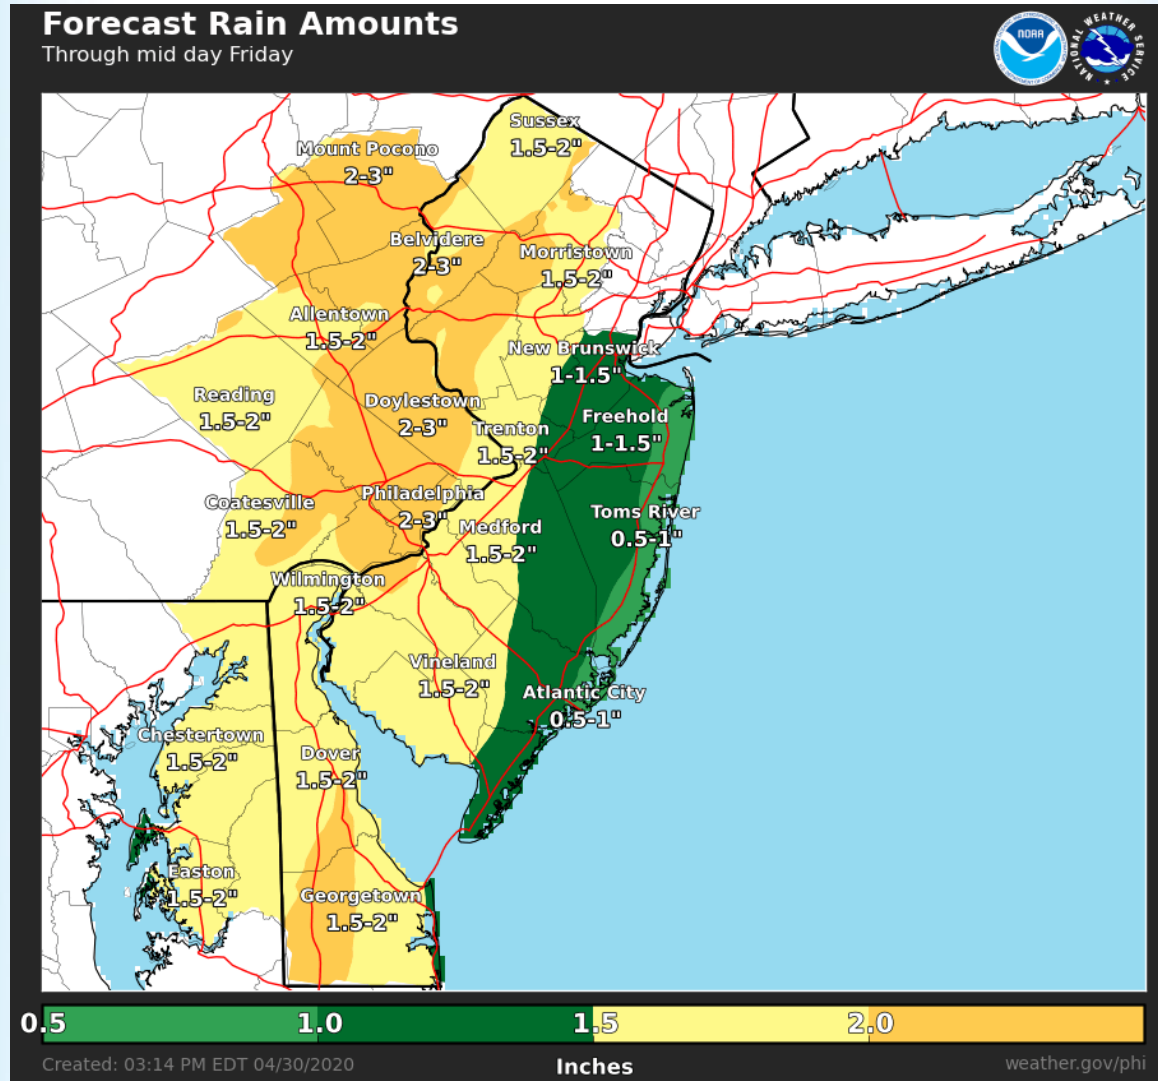 Forecast Rain Amounts
Through mid day Friday
NOAA
NATIONAL WEATHER SERVICE
Sussex
1.5-2"
Mount Pocono
2-3"
Belvidere
2-3"
Morristown
1.5-2"
Allentown
1.5-2"
New Brunswick
1-1.5"
Reading
1.5-2"
Doylestown
2-3"
Freehold
1-1.5"
Trenton
1.5-2"
Coatesville
1.5-2"
Philadelphia
2-3"
Medford
1.5-2"
Toms River
0.5-1"
Wilmington
1.5-2"
Vineland
1.5-2"
Atlantic City
0.5-1"
Chestertown
1.5-2"
Dover
1.5-2"
Easton
1.5-2"
Georgetown
1.5-2"
0.5 1.0 1.5 2.0
Created: 03:14 PM EDT 04/30/2020 Inches weather.gov/phi